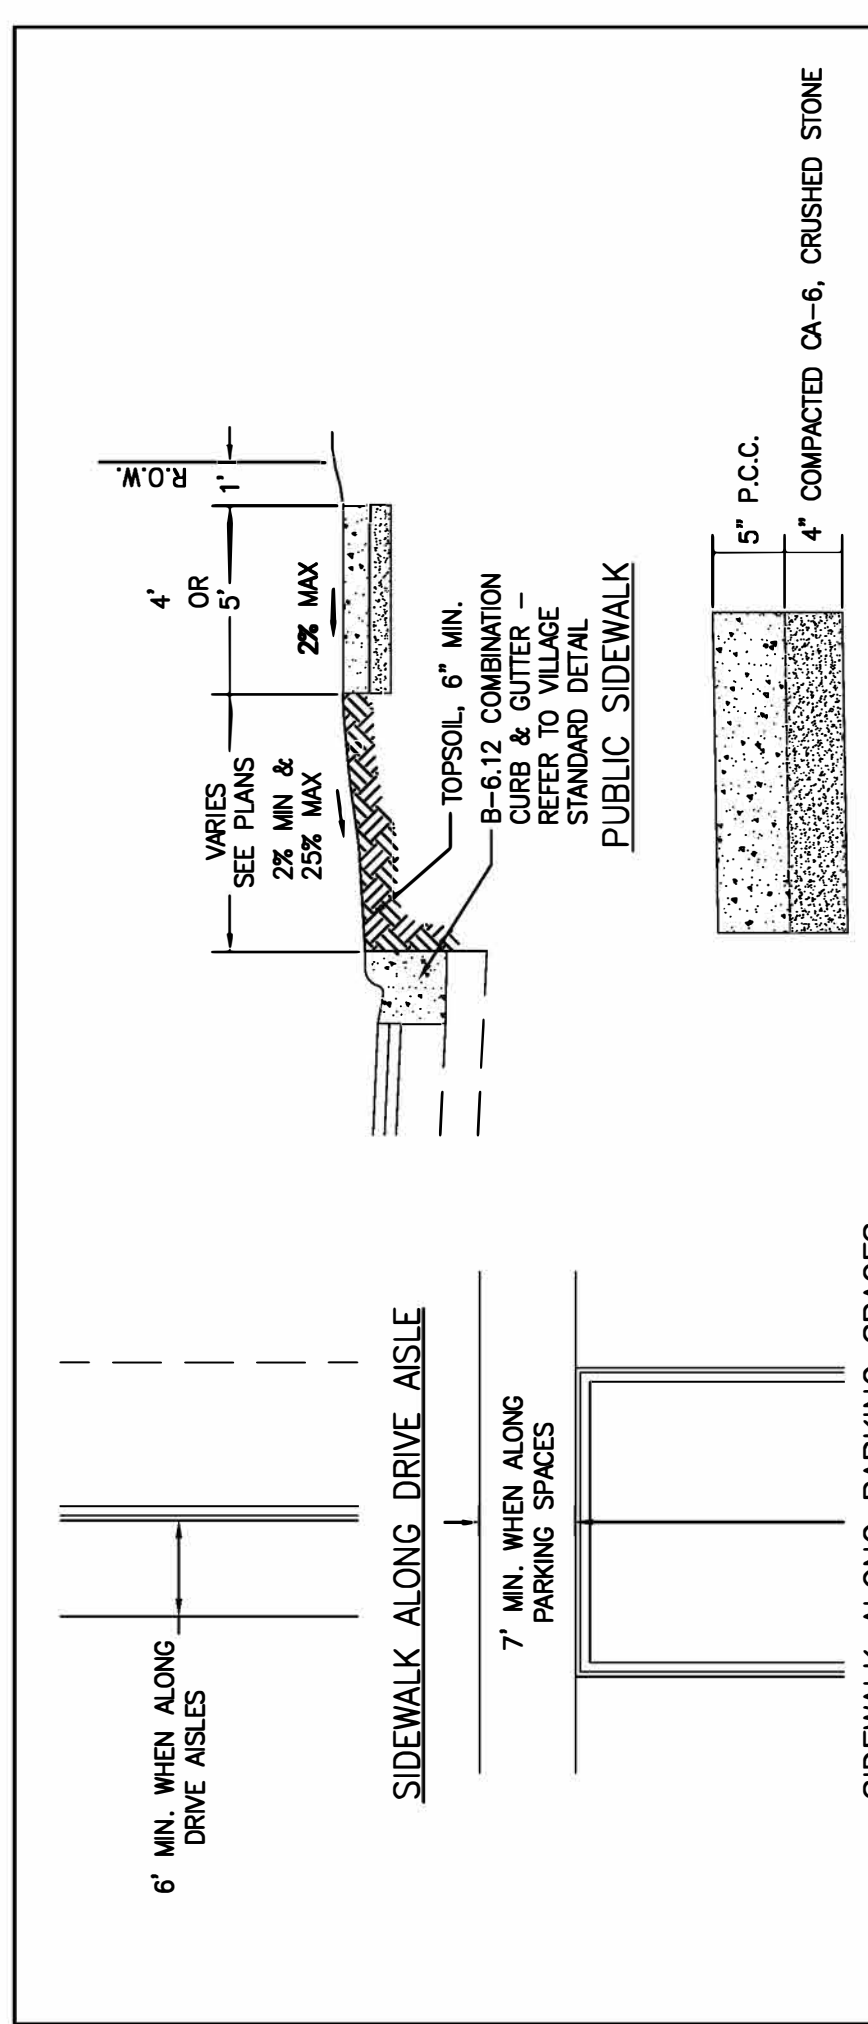 6' MIN. WHEN ALONG
DRIVE AISLES
SIDEWALK ALONG DRIVE AISLE
7' MIN. WHEN ALONG
PARKING SPACES
SIDEWALK ALONG PARKING SPACES
VARIES
SEE PLANS
2% MIN &
25% MAX
4'
OR
5'
2% MAX
1'
R.O.W.
TOPSOIL, 6" MIN.
B-6.12 COMBINATION
CURB & GUTTER –
REFER TO VILLAGE
STANDARD DETAIL
PUBLIC SIDEWALK
5" P.C.C.
4" COMPACTED CA-6, CRUSHED STONE